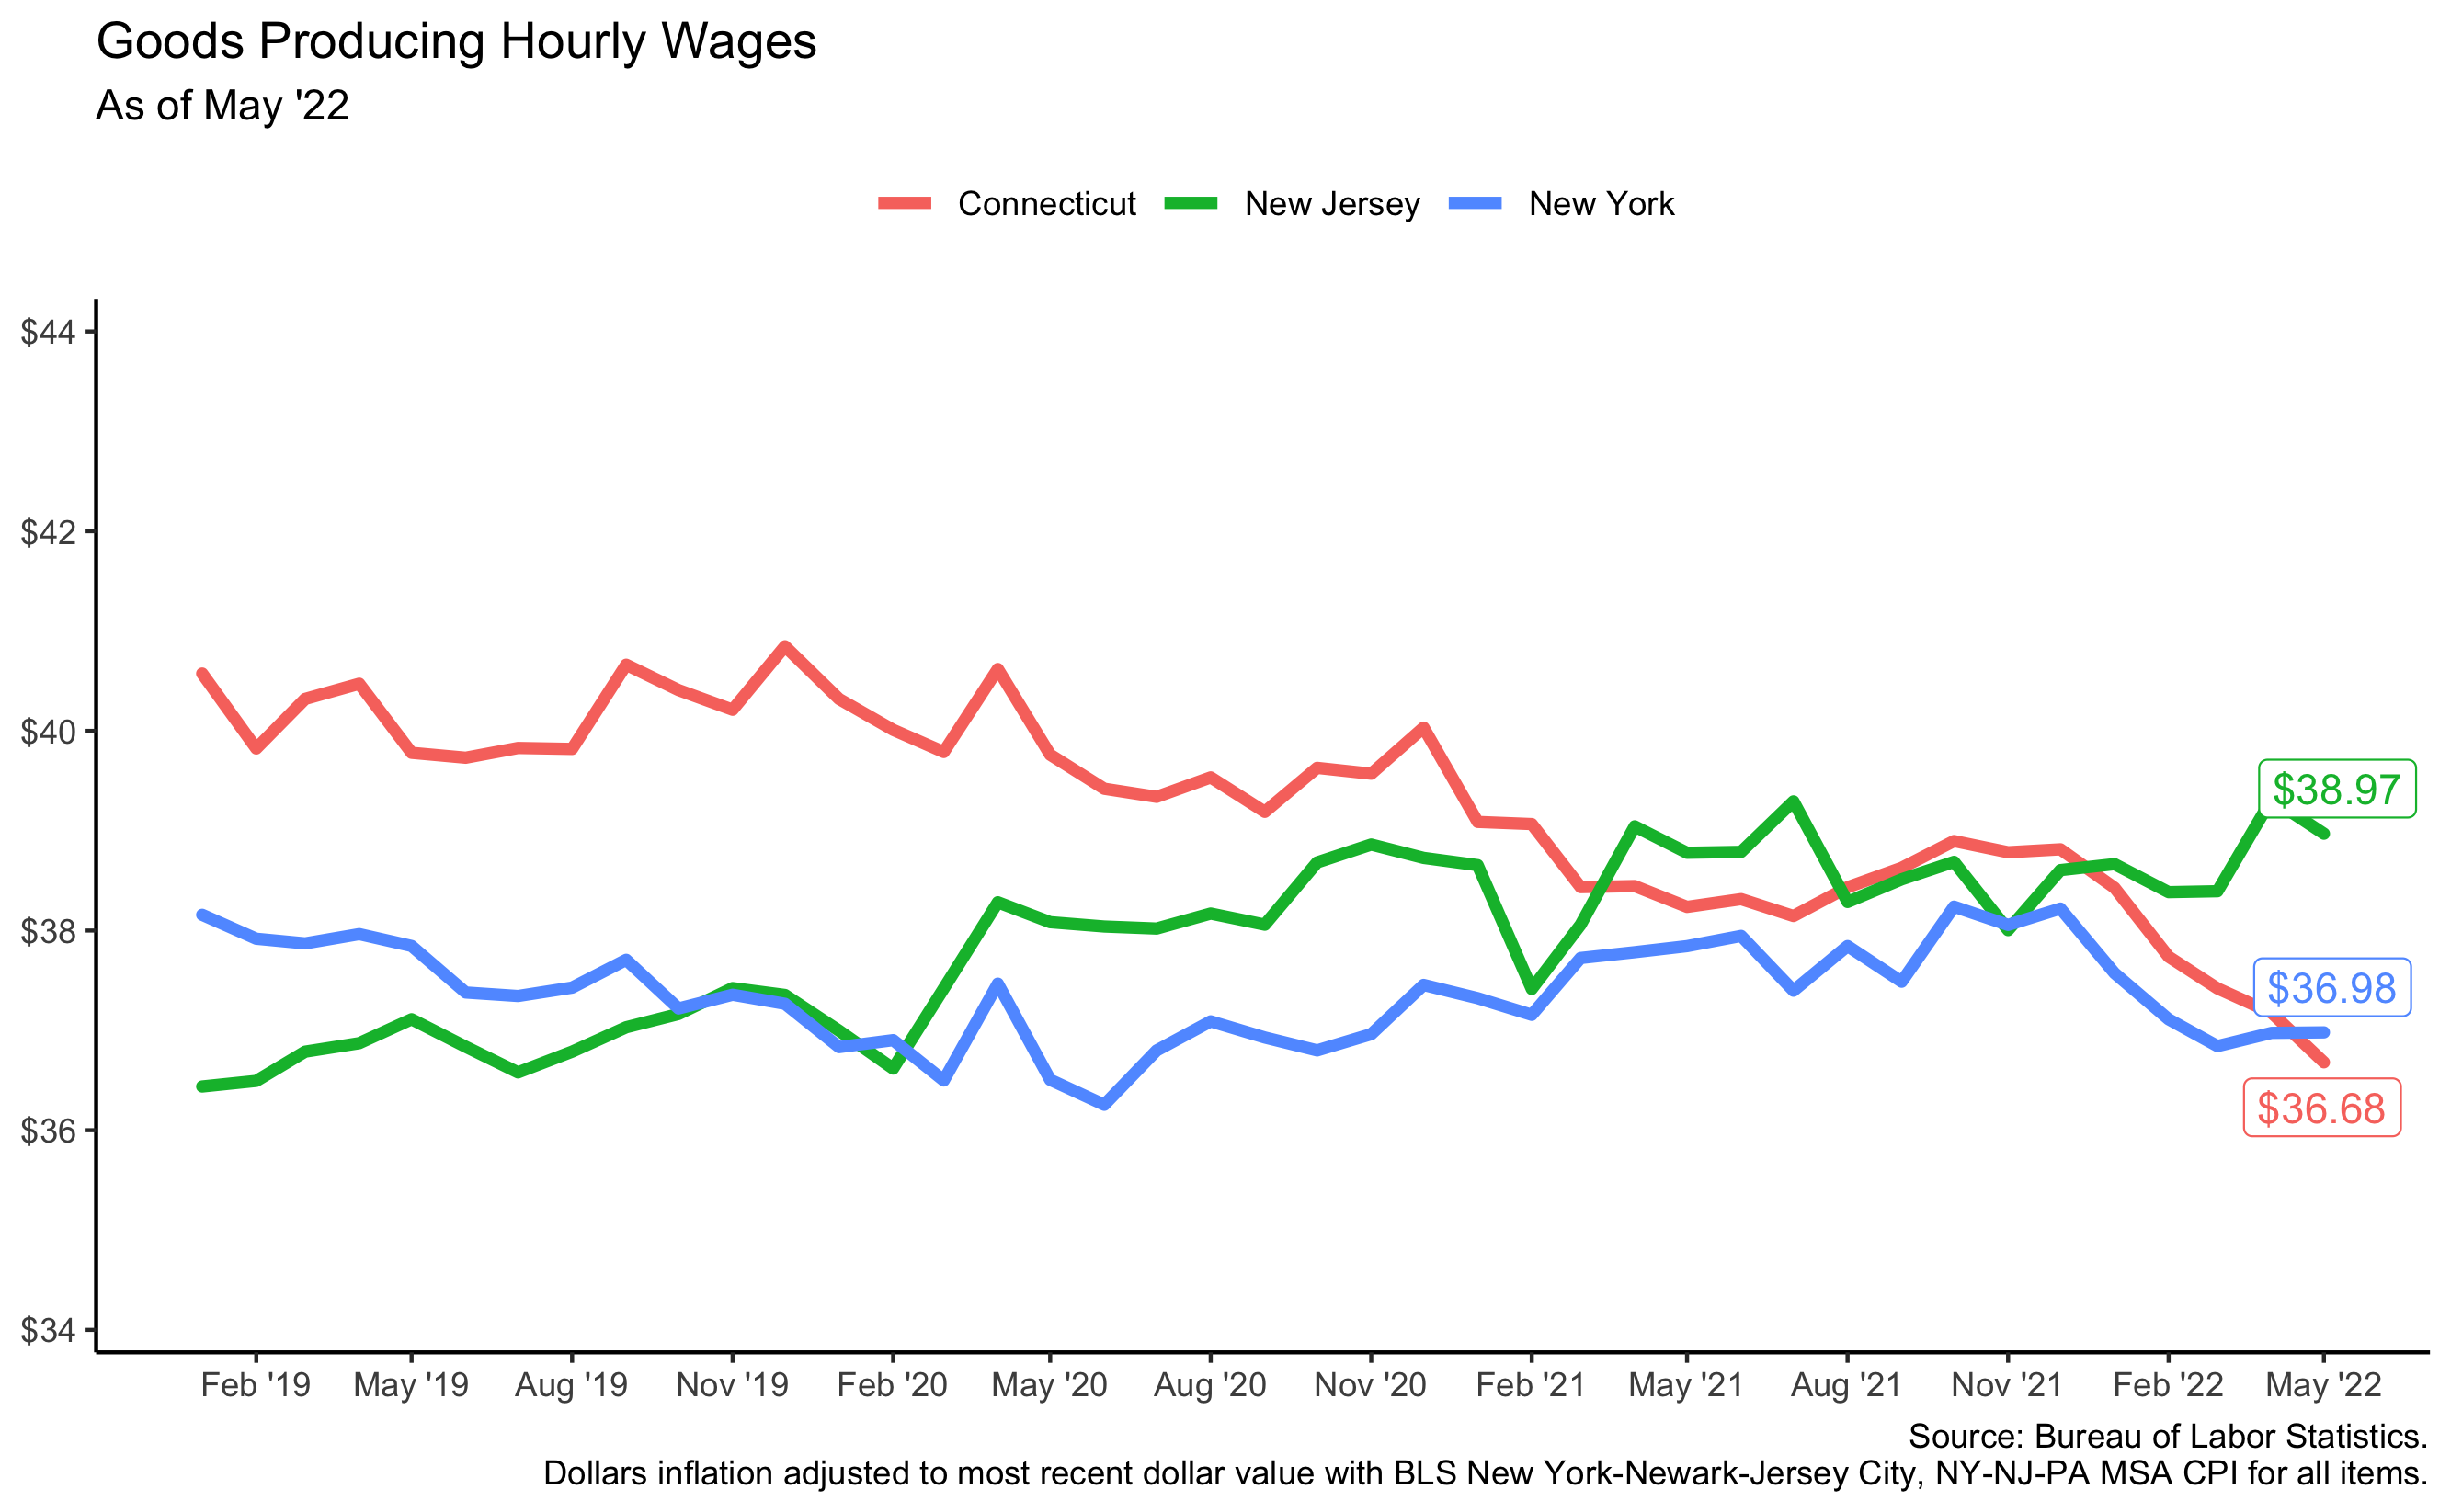 Goods Producing Hourly Wages
As of May '22
Connecticut New Jersey New York
$44
$42
$40
$38
$36
$34
$38.97
$36.98
$36.68
Feb '19 May '19 Aug '19 Nov '19 Feb '20 May '20 Aug '20 Nov '20 Feb '21 May '21 Aug '21 Nov '21 Feb '22 May '22
Source: Bureau of Labor Statistics.
Dollars inflation adjusted to most recent dollar value with BLS New York-Newark-Jersey City, NY-NJ-PA MSA CPI for all items.